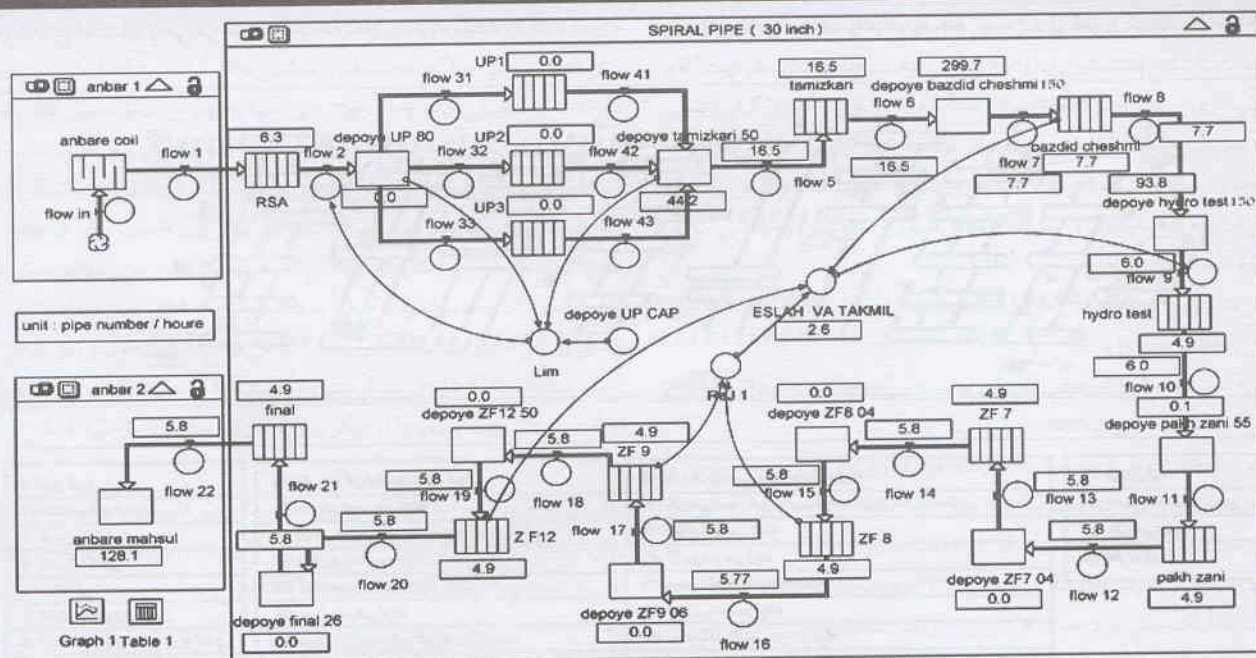 SPIRAL PIPE ( 30 inch )
anbar 1
anbare coil
flow 1
flow in
6.3
RSA
flow 2
depoye UP 80
0.0
flow 31
UP1
0.0
flow 41
flow 32
UP2
0.0
flow 42
flow 33
UP3
0.0
flow 43
depoye tamizkari 50
44.2
16.5
flow 5
16.5
tamizkari
flow 6
16.5
299.7
depoye bazdid cheshmi 150
flow 7
7.7
bazdid cheshmi
7.7
flow 8
7.7
93.8
depoye hydro test 150
6.0
flow 9
hydro test
4.9
6.0
flow 10
0.1
depoye pakh zani 55
flow 11
5.8
pakh zani
4.9
flow 12
depoye ZF7 04
0.0
5.8
flow 13
4.9
ZF 7
5.8
flow 14
0.0
depoye ZF8 04
5.8
flow 15
ZF 8
4.9
5.77
flow 16
depoye ZF9 06
0.0
flow 17
5.8
4.9
ZF 9
5.8
flow 18
0.0
depoye ZF12 50
5.8
flow 19
Z F12
4.9
5.8
flow 20
depoye final 26
0.0
flow 21
5.8
4.9
final
Lim
depoye UP CAP
ESLAH VA TAKMIL
2.6
unit : pipe number / houre
anbar 2
5.8
flow 22
anbare mahsul
128.1
Graph 1
Table 1